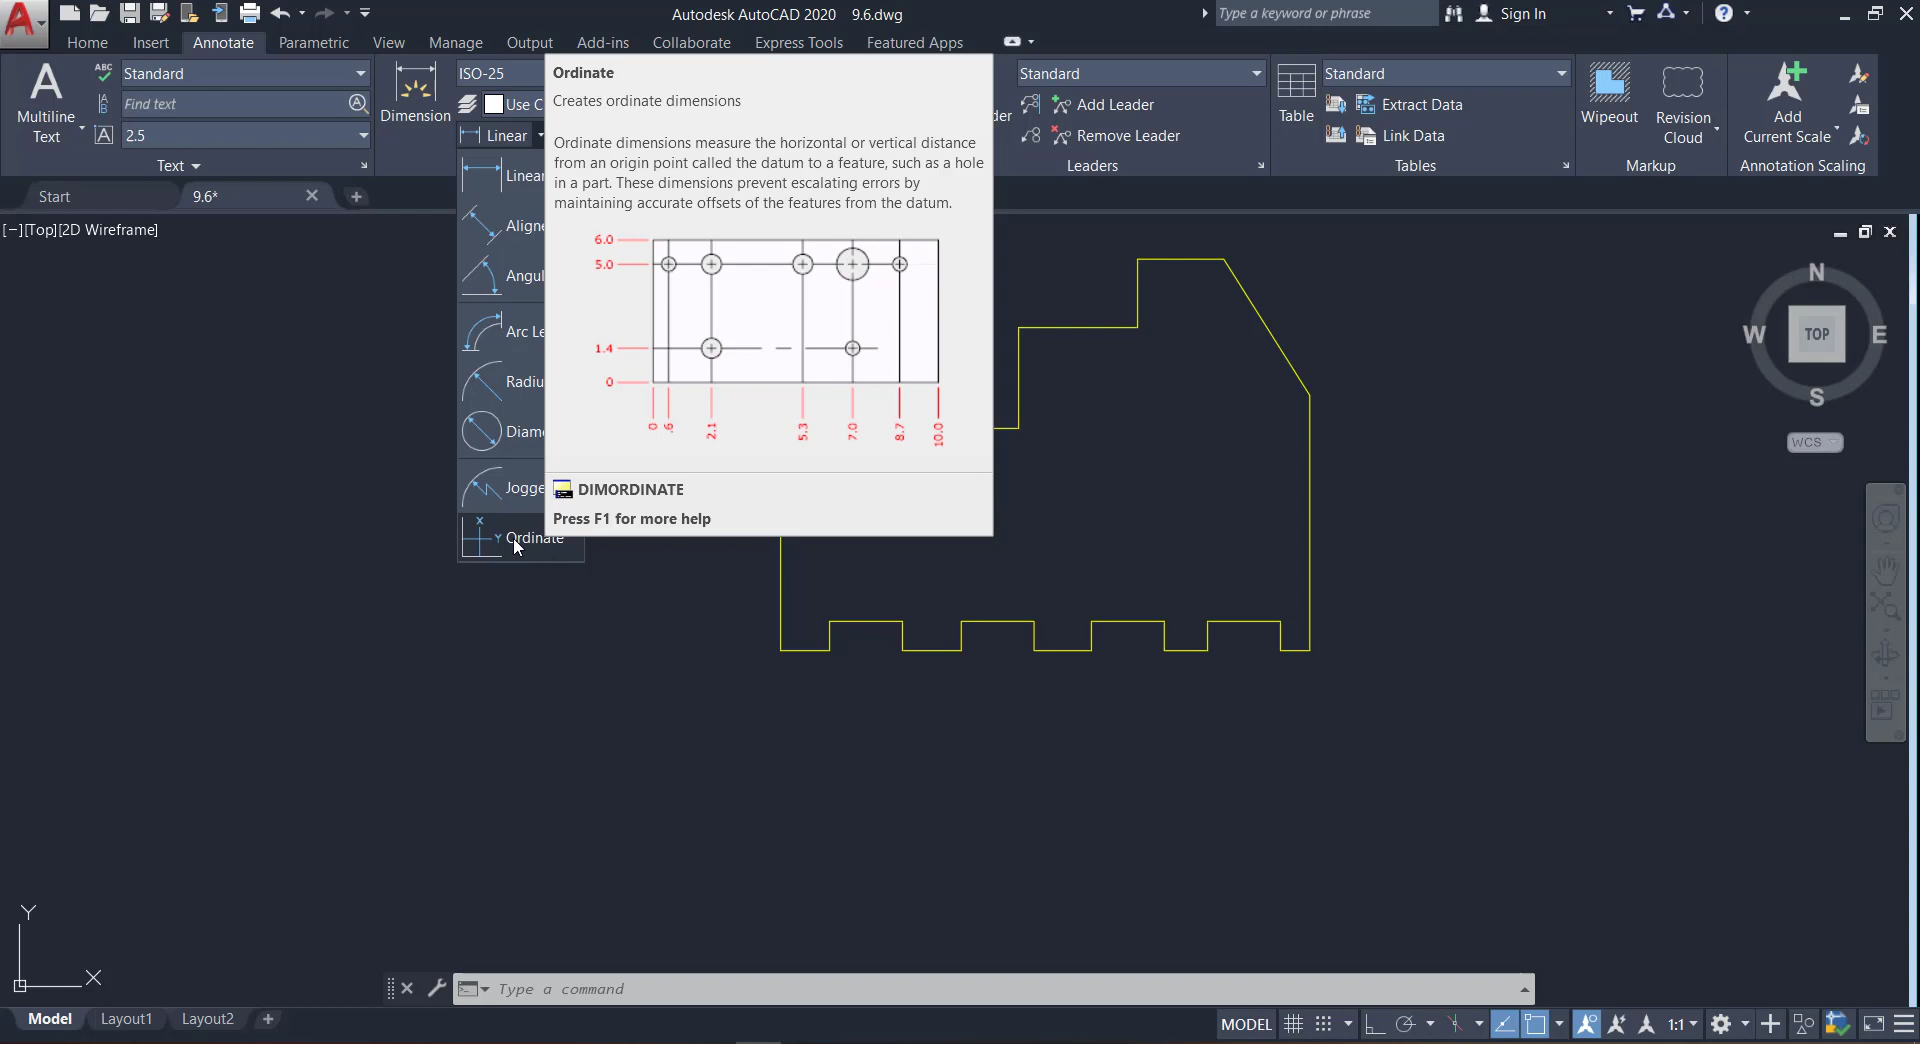 Autodesk AutoCAD 2020 9.6.dwg
Type a keyword or phrase
Sign In
Home Insert Annotate Parametric View Manage Output Add-ins Collaborate Express Tools Featured Apps
Multiline
Text
ABC
Standard
Find text
2.5
Text
Dimension
ISO-25
Use C
Linear
Standard
der
Add Leader
Remove Leader
Leaders
Table
Standard
Extract Data
Link Data
Tables
Wipeout
Revision
Cloud
Markup
Add
Current Scale
Annotation Scaling
Start
9.6*
[−][Top][2D Wireframe]
Linear
Aligne
Angul
Arc Le
Radiu
Diame
Jogge
X
Y
Ordinate
Ordinate
Creates ordinate dimensions
Ordinate dimensions measure the horizontal or vertical distance
from an origin point called the datum to a feature, such as a hole
in a part. These dimensions prevent escalating errors by
maintaining accurate offsets of the features from the datum.
6.0
5.0
1.4
0
0 .6 2.1 5.3 7.0 8.7 10.0
DIMORDINATE
Press F1 for more help
N
W TOP E
S
WCS
Y
X
Type a command
Model Layout1 Layout2
MODEL
1:1